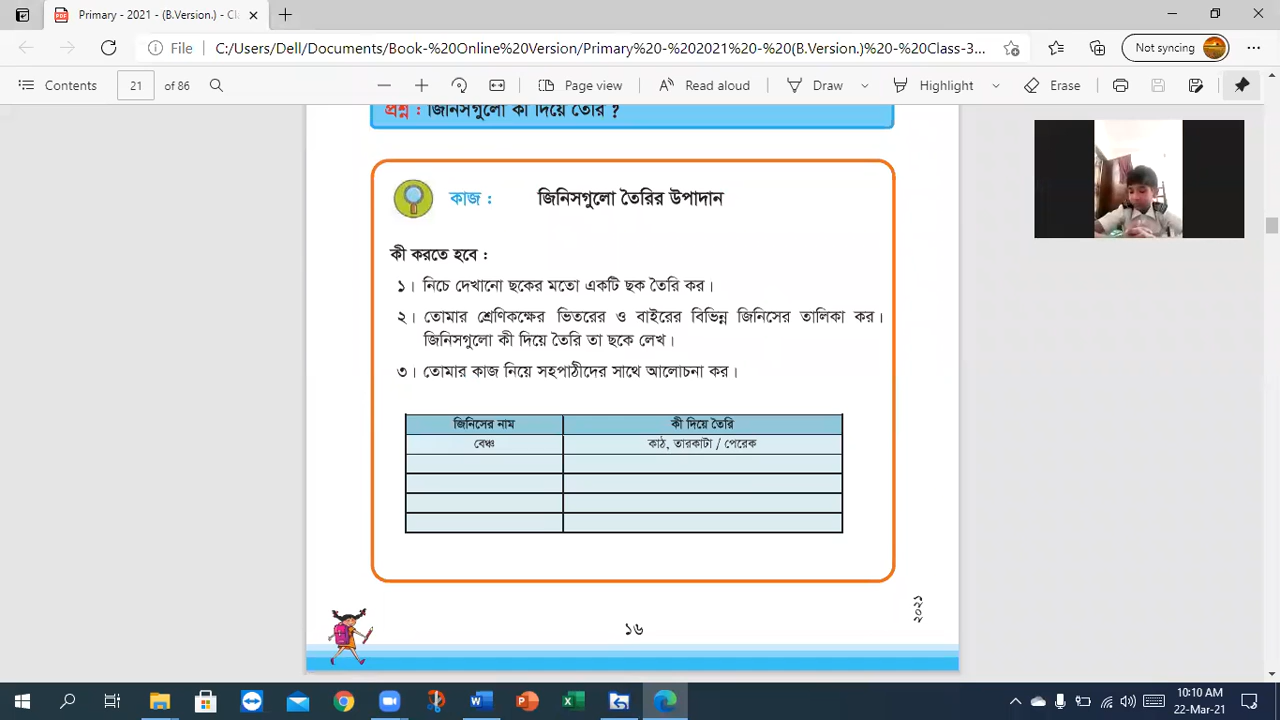 Primary - 2021 - (B.Version.) - Cl
File
C:/Users/Dell/Documents/Book-%20Online%20Version/Primary%20-%202021%20-%20(B.Version.)%20-%20Class-3...
Not syncing
Contents
21
of 86
Page view
Read aloud
Draw
Highlight
Erase
প্রশ্ন : জিনিসগুলো কী দিয়ে তৈরি ?
কাজ : জিনিসগুলো তৈরির উপাদান
কী করতে হবে :
১। নিচে দেখানো ছকের মতো একটি ছক তৈরি কর।
২। তোমার শ্রেণিকক্ষের ভিতরের ও বাইরের বিভিন্ন জিনিসের তালিকা কর।
জিনিসগুলো কী দিয়ে তৈরি তা ছকে লেখ।
৩। তোমার কাজ নিয়ে সহপাঠীদের সাথে আলোচনা কর।
জিনিসের নাম কী দিয়ে তৈরি
বেঞ্চ কাঠ, তারকাটা / পেরেক
২০২১
১৬
10:10 AM
22-Mar-21